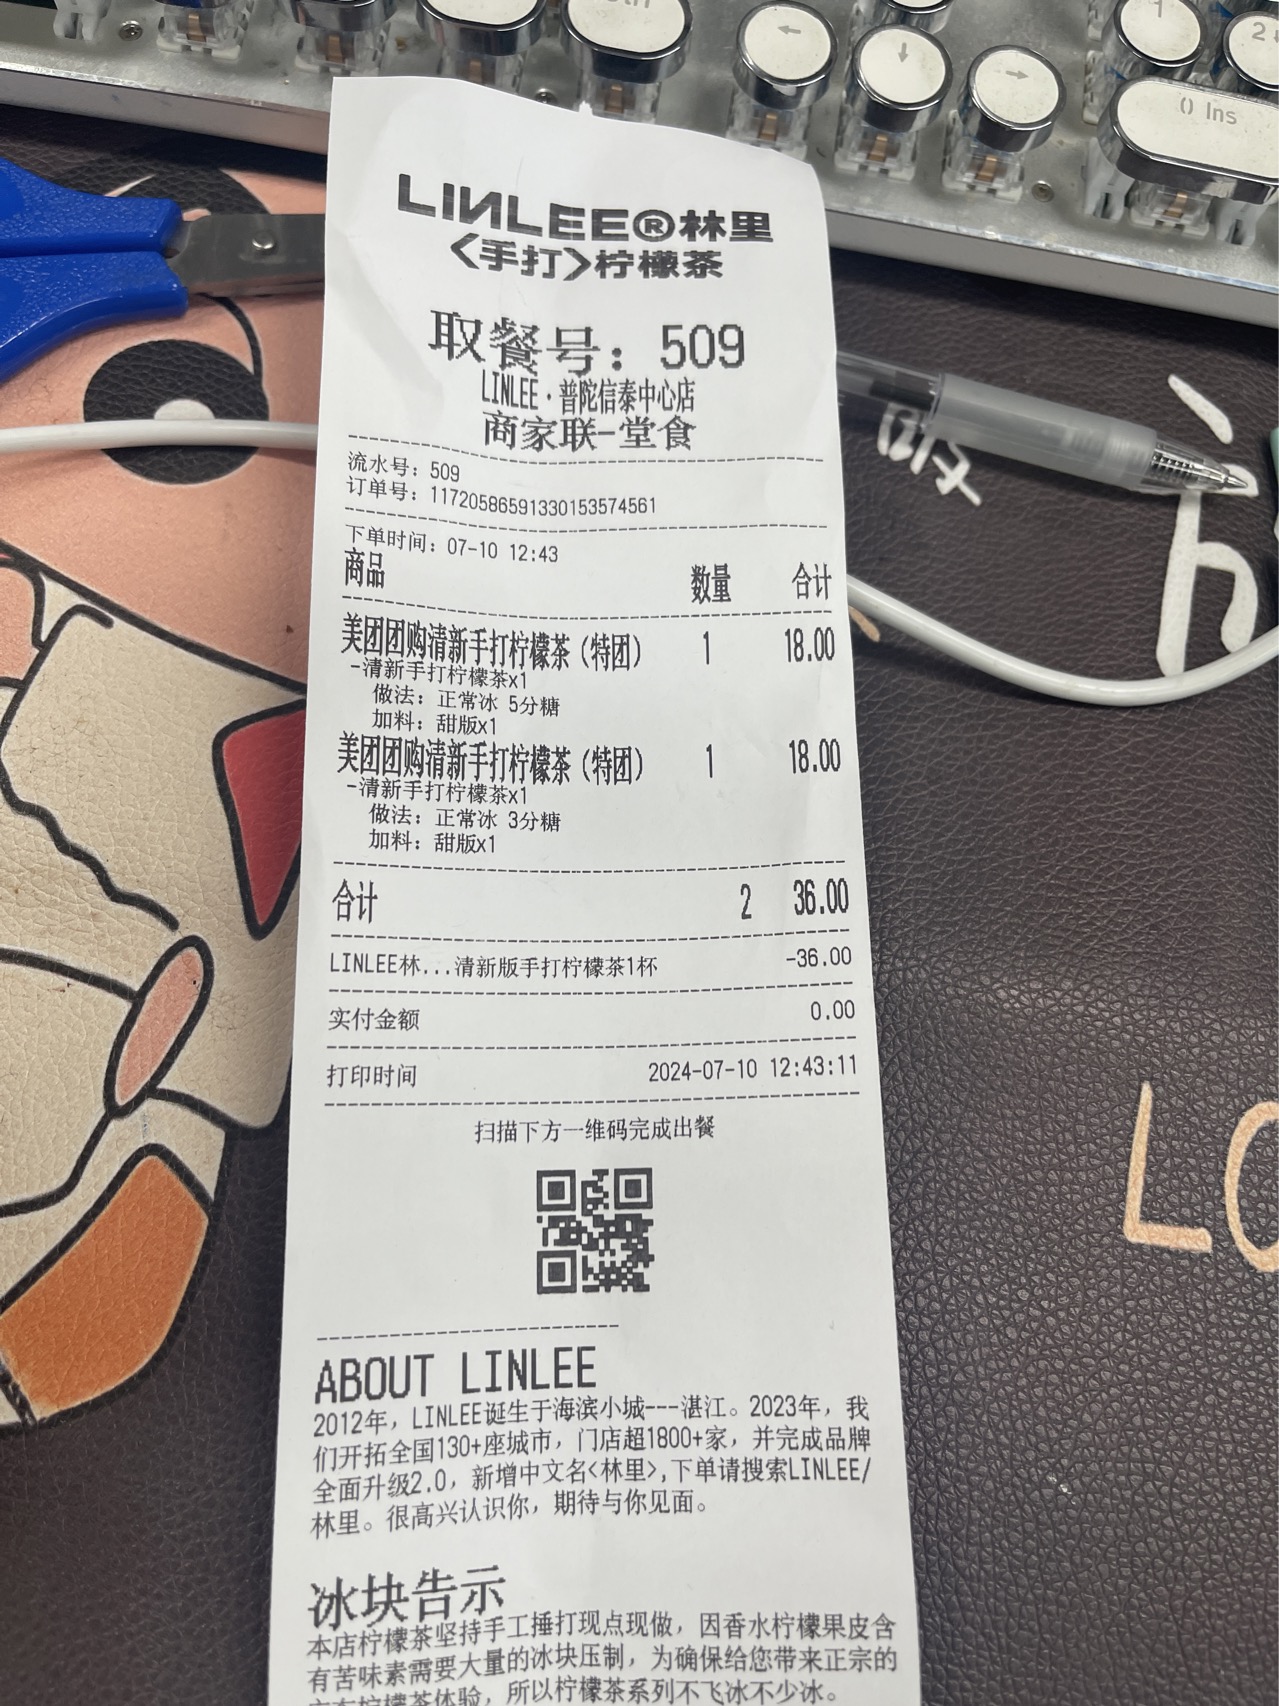 ←
↓
→
1
2
0 Ins
LINLEE®林里
<手打>柠檬茶
取餐号：509
LINLEE·普陀信泰中心店
商家联-堂食
流水号：509
订单号：11720586591330153574561
下单时间：07-10 12:43
商品 数量 合计
美团团购清新手打柠檬茶（特团） 1 18.00
-清新手打柠檬茶x1
做法：正常冰 5分糖
加料：甜版x1
美团团购清新手打柠檬茶（特团） 1 18.00
-清新手打柠檬茶x1
做法：正常冰 3分糖
加料：甜版x1
合计 2 36.00
LINLEE林...清新版手打柠檬茶1杯 -36.00
实付金额 0.00
打印时间 2024-07-10 12:43:11
扫描下方一维码完成出餐
ABOUT LINLEE
2012年，LINLEE诞生于海滨小城---湛江。2023年，我
们开拓全国130+座城市，门店超1800+家，并完成品牌
全面升级2.0，新增中文名<林里>,下单请搜索LINLEE/
林里。很高兴认识你，期待与你见面。
冰块告示
本店柠檬茶坚持手工捶打现点现做，因香水柠檬果皮含
有苦味素需要大量的冰块压制，为确保给您带来正宗的
柠檬茶体验，所以柠檬茶系列不飞冰不少冰。
h
LO